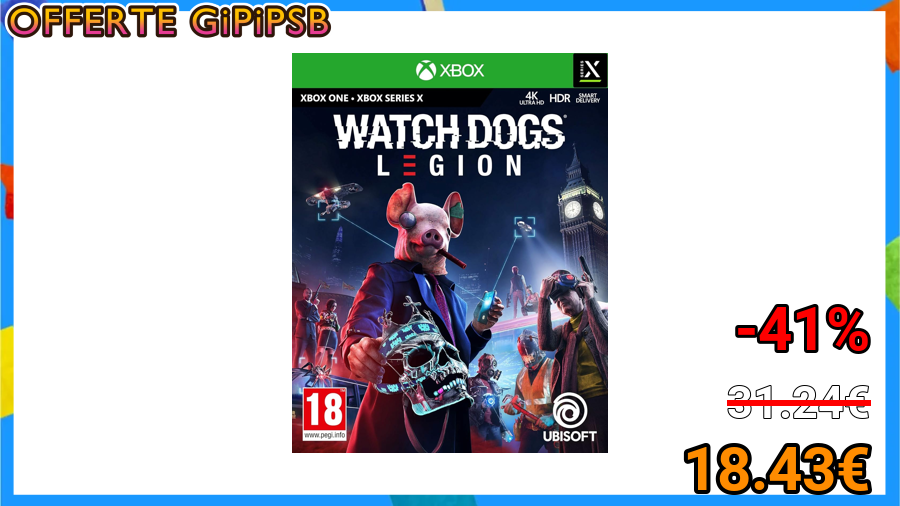 OFFERTE GiPiPSB
XBOX
SERIES X
XBOX ONE • XBOX SERIES X
4K ULTRA HD
HDR
SMART DELIVERY
WATCH DOGS®
LEGION
-41%
31.24€
18
www.pegi.info
UBISOFT
18.43€